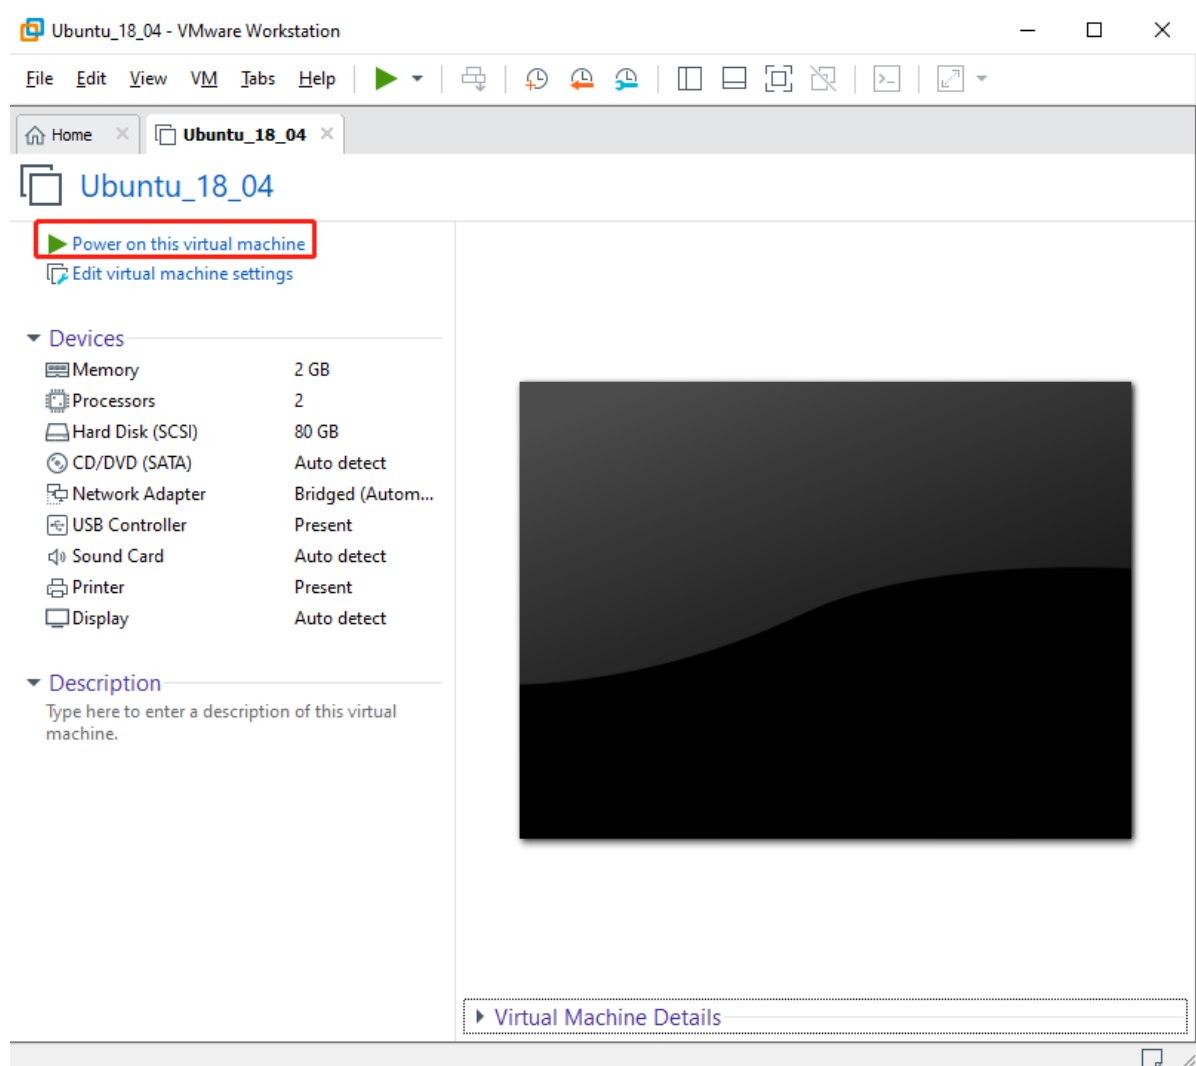 Ubuntu_18_04 - VMware Workstation
File Edit View VM Tabs Help
Home Ubuntu_18_04
Ubuntu_18_04
Power on this virtual machine
Edit virtual machine settings
Devices
Memory 2 GB
Processors 2
Hard Disk (SCSI) 80 GB
CD/DVD (SATA) Auto detect
Network Adapter Bridged (Autom...
USB Controller Present
Sound Card Auto detect
Printer Present
Display Auto detect
Description
Type here to enter a description of this virtual
machine.
Virtual Machine Details